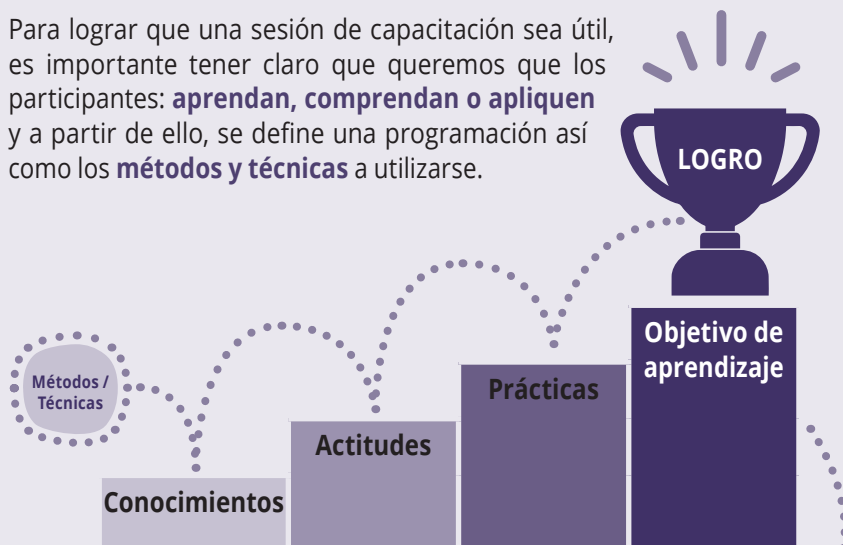 Para lograr que una sesión de capacitación sea útil,
es importante tener claro que queremos que los
participantes: aprendan, comprendan o apliquen
y a partir de ello, se define una programación así
como los métodos y técnicas a utilizarse.
LOGRO
Objetivo de
aprendizaje
Métodos /
Técnicas
Prácticas
Actitudes
Conocimientos